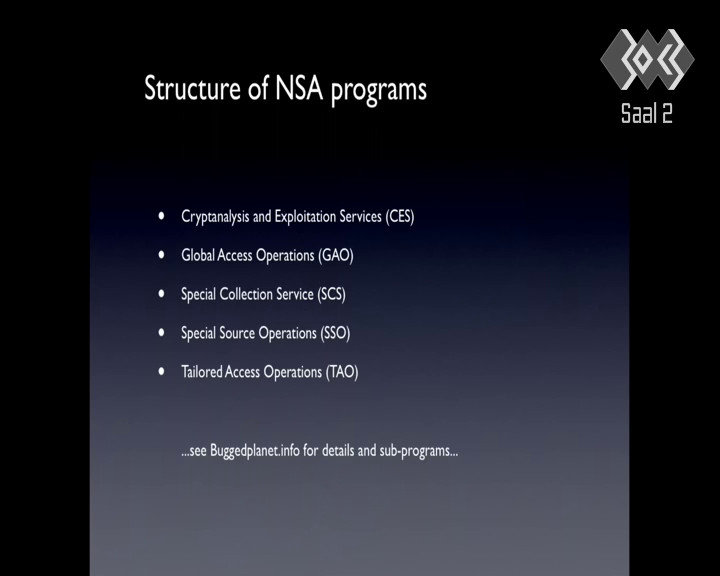 Structure of NSA programs
Saal 2
• Cryptanalysis and Exploitation Services (CES)
• Global Access Operations (GAO)
• Special Collection Service (SCS)
• Special Source Operations (SSO)
• Tailored Access Operations (TAO)
...see Buggedplanet.info for details and sub-programs...